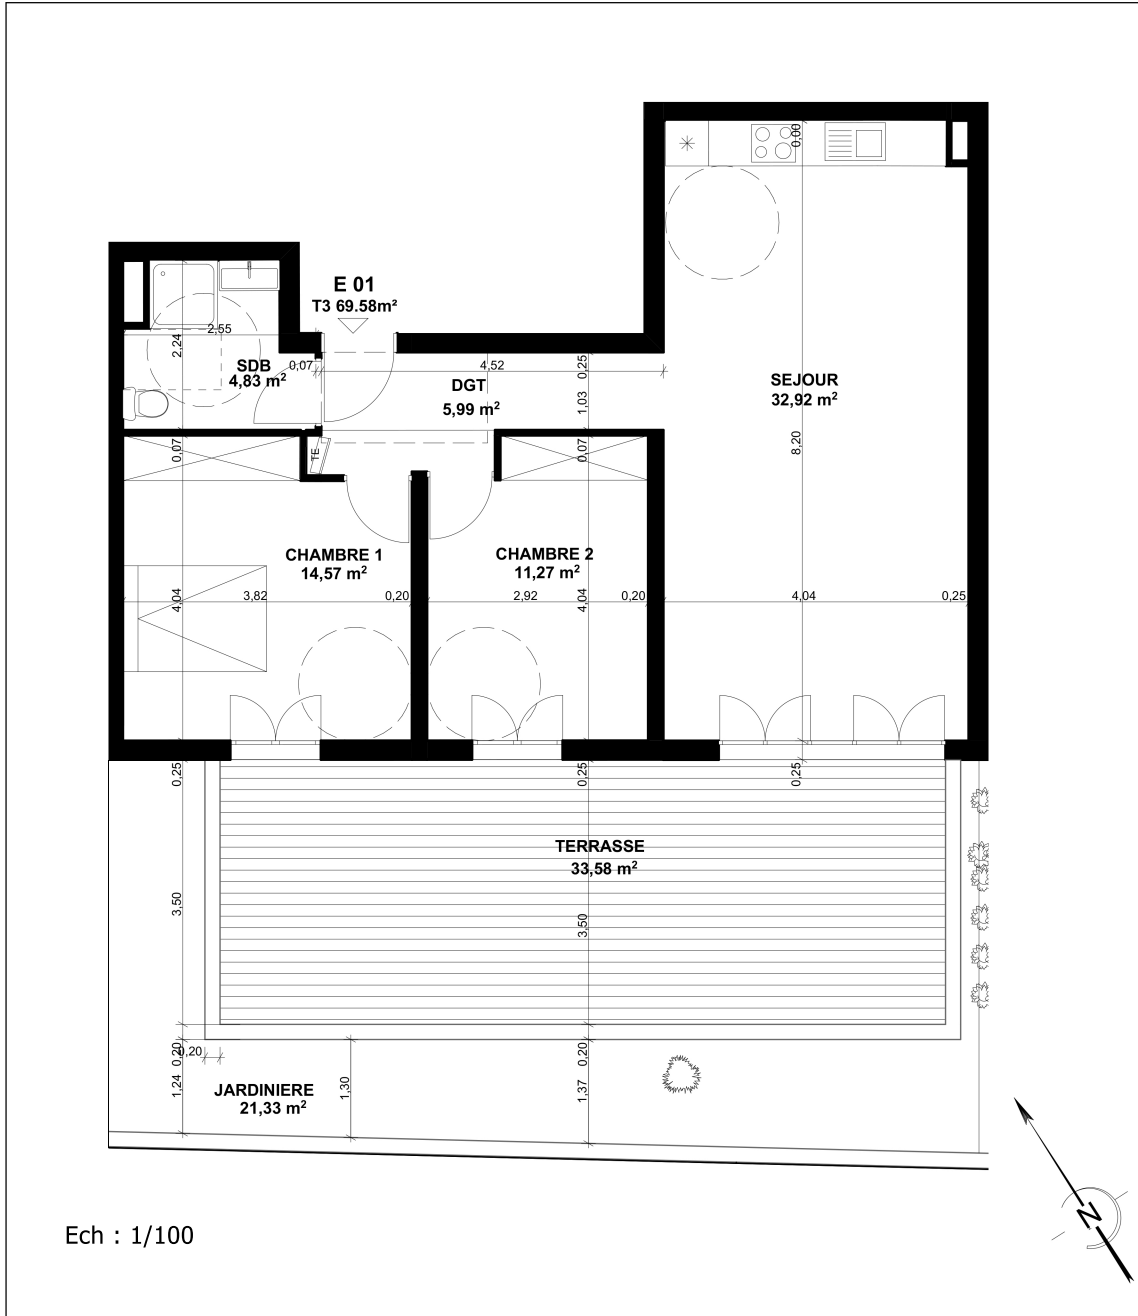 0,00
E 01
T3 69.58m²
2,55
2,24
SDB
4,83 m²
0,07
4,52
0,25
DGT
5,99 m²
1,03
SEJOUR
32,92 m²
8,20
0,07
TE
0,07
CHAMBRE 1
14,57 m²
CHAMBRE 2
11,27 m²
4,04
3,82
0,20
2,92
4,04
0,20
4,04
0,25
0,25
0,25
0,25
TERRASSE
33,58 m²
3,50
3,50
0,20
0,20
0,20
1,24
JARDINIERE
21,33 m²
1,30
1,37
N
Ech : 1/100